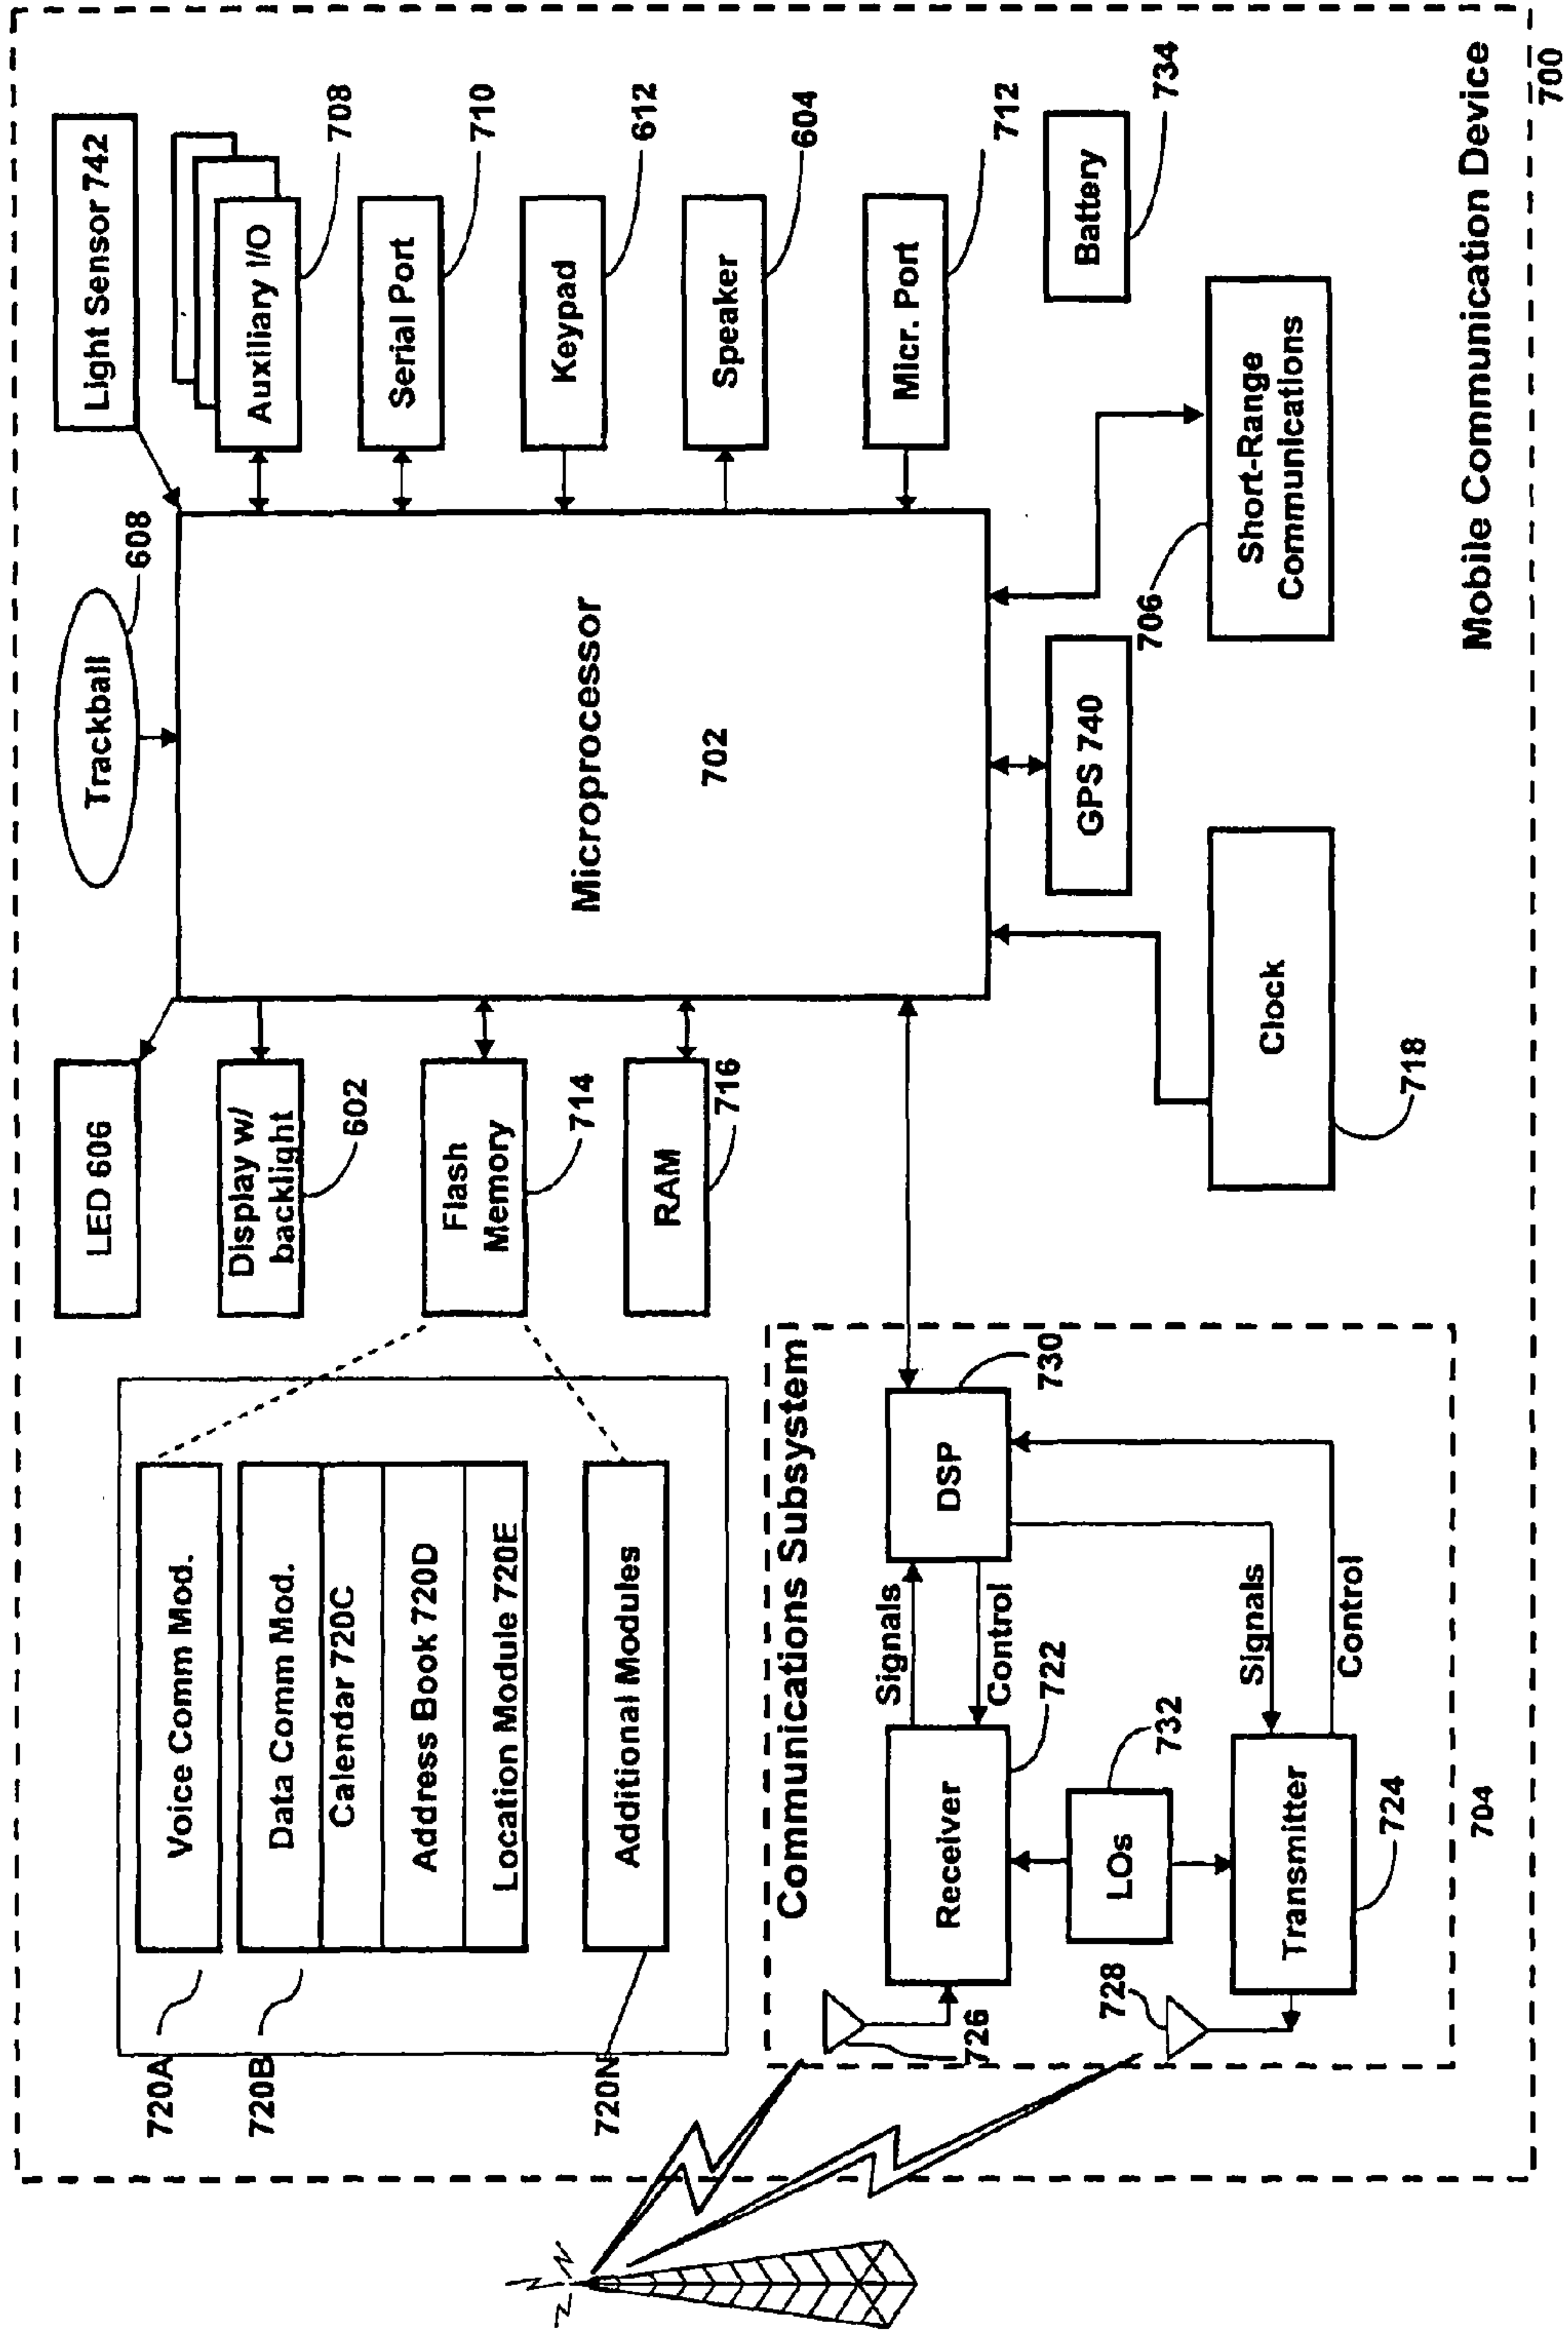 720A
720B
720N
Voice Comm Mod.
Data Comm Mod.
Calendar 720C
Address Book 720D
Location Module 720E
Additional Modules
LED 606
Display w/
backlight
602
Flash
Memory
714
RAM
716
Trackball
608
Microprocessor
702
Light Sensor 742
Auxiliary I/O
708
Serial Port
710
Keypad
612
Speaker
604
Micr. Port
712
Battery
734
Communications Subsystem
726
Receiver
722
Signals
Control
DSP
730
LOs
732
728
Transmitter
724
Signals
Control
704
Clock
718
GPS 740
706
Short-Range
Communications
Mobile Communication Device
700